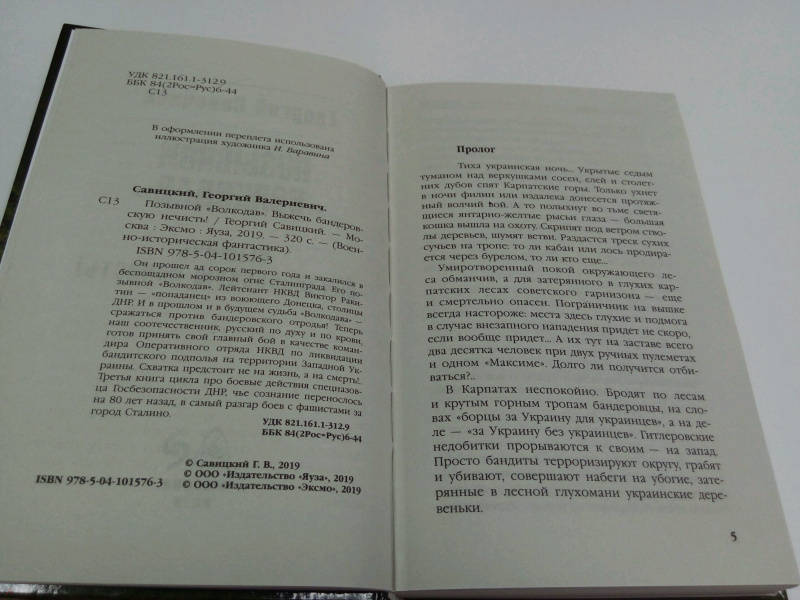 УДК 821.161.1-312.9
ББК 84(2Рос=Рус)6-44
С13
В оформлении переплета использована
иллюстрация художника И. Варавина
Савицкий, Георгий Валериевич.
С13 Позывной «Волкодав». Выжечь бандеров-
скую нечисть! / Георгий Савицкий. — Мо-
сква : Эксмо : Яуза, 2019. — 320 с. — (Воен-
но-историческая фантастика).
ISBN 978-5-04-101576-3
Он прошел ад сорок первого года и закалился в
беспощадном морозном огне Сталинграда. Его по-
зывной «Волкодав». Лейтенант НКВД Виктор Раки-
тин — «попаданец» из воюющего Донецка, столицы
ДНР. И в прошлом и в будущем судьба «Волкодава» —
сражаться против бандеровского отродья! Теперь
наш соотечественник, русский по духу и по крови,
готов принять свой главный бой в качестве коман-
дира Оперативного отряда НКВД по ликвидации
бандитского подполья на территории Западной Ук-
раины. Схватка предстоит не на жизнь, а на смерть!..
Третья книга цикла про боевые действия спецназов-
ца Госбезопасности ДНР, чье сознание перенеслось
на 80 лет назад, в самый разгар боев с фашистами за
город Сталино.
УДК 821.161.1-312.9
ББК 84(2Рос=Рус)6-44
© Савицкий Г. В., 2019
© ООО «Издательство «Яуза», 2019
ISBN 978-5-04-101576-3 © ООО «Издательство «Эксмо», 2019
Пролог
Тиха украинская ночь... Укрытые седым
туманом над верхушками сосен, елей и столет-
них дубов спят Карпатские горы. Только ухнет
в ночи филин или издалека донесется протяж-
ный волчий вой. А то полыхнут во тьме светя-
щиеся янтарно-желтые рысьи глаза — большая
кошка вышла на охоту. Скрипят под ветром ство-
лы деревьев, шумят ветви. Раздастся треск сухих
сучьев на тропе: то ли кабан или лось продира-
ется через бурелом, то ли кто еще...
Умиротворенный покой окружающего ле-
са обманчив, а для затерянного в глухих кар-
патских лесах советского гарнизона — еще
и смертельно опасен. Пограничник на вышке
всегда настороже: места здесь глухие и подмога
в случае внезапного нападения придет не скоро,
если вообще придет... А их тут на заставе всего
два десятка человек при двух ручных пулеметах
и одном «Максиме». Долго ли получится отби-
ваться?..
В Карпатах неспокойно. Бродят по лесам
и крутым горным тропам бандеровцы, на сло-
вах «борцы за Украину для украинцев», а на де-
ле — «за Украину без украинцев». Гитлеровские
недобитки прорываются к своим — на запад.
Просто бандиты терроризируют округу, грабят
и убивают, совершают набеги на убогие, зате-
рянные в лесной глухомани украинские дере-
веньки.
5